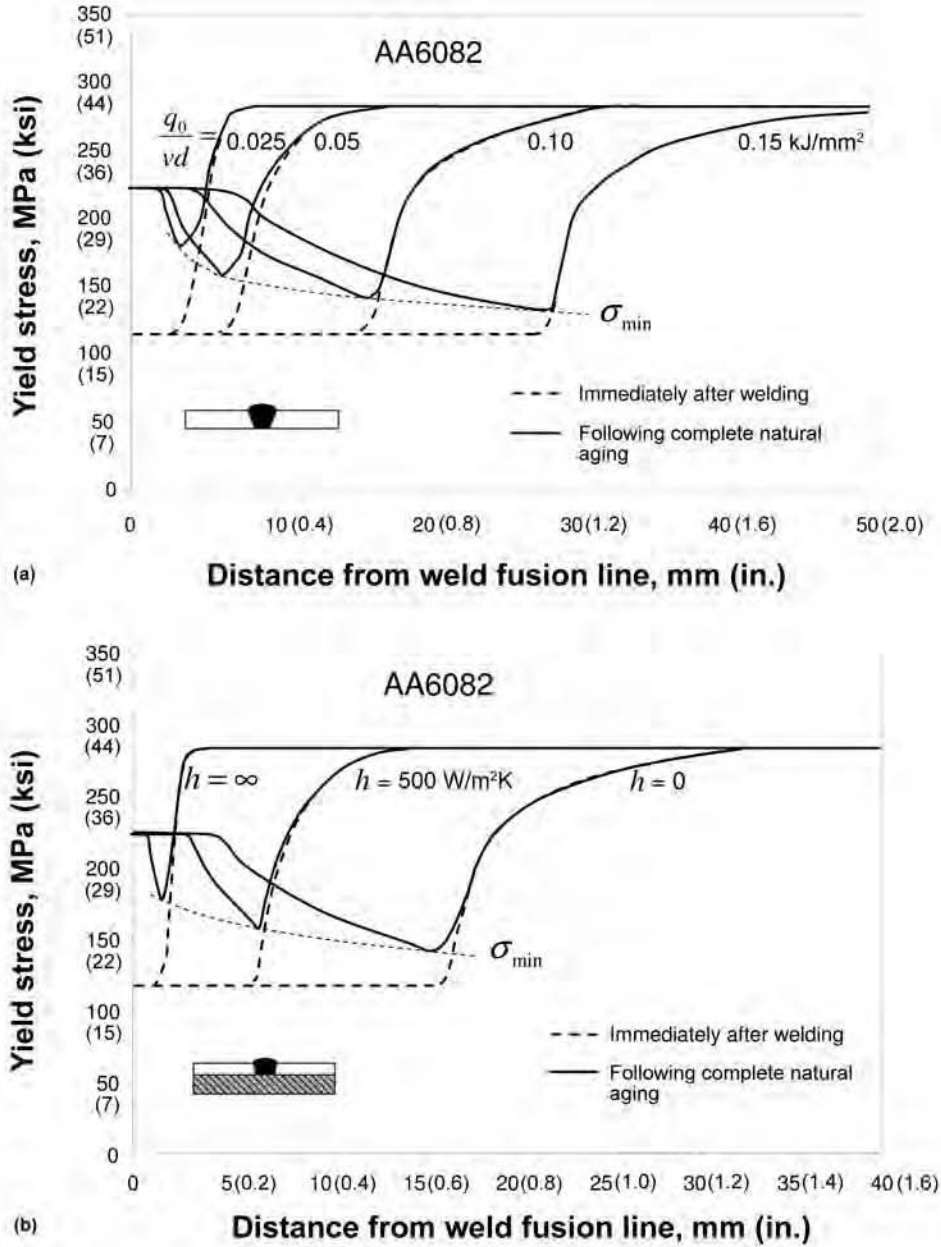 350
(51)
AA6082
300
(44)
q₀/vd = 0.025 0.05 0.10 0.15 kJ/mm²
250
(36)
200
(29)
150
(22)
σmin
100
(15)
50
(7)
0
Yield stress, MPa (ksi)
Immediately after welding
Following complete natural
aging
0 10(0.4) 20(0.8) 30(1.2) 40(1.6) 50(2.0)
(a) Distance from weld fusion line, mm (in.)
350
(51)
AA6082
300
(44)
h = ∞ h = 500 W/m²K h = 0
250
(36)
200
(29)
150
(22)
σmin
100
(15)
50
(7)
0
Yield stress, MPa (ksi)
Immediately after welding
Following complete natural
aging
0 5(0.2) 10(0.4) 15(0.6) 20(0.8) 25(1.0) 30(1.2) 35(1.4) 40(1.6)
(b) Distance from weld fusion line, mm (in.)